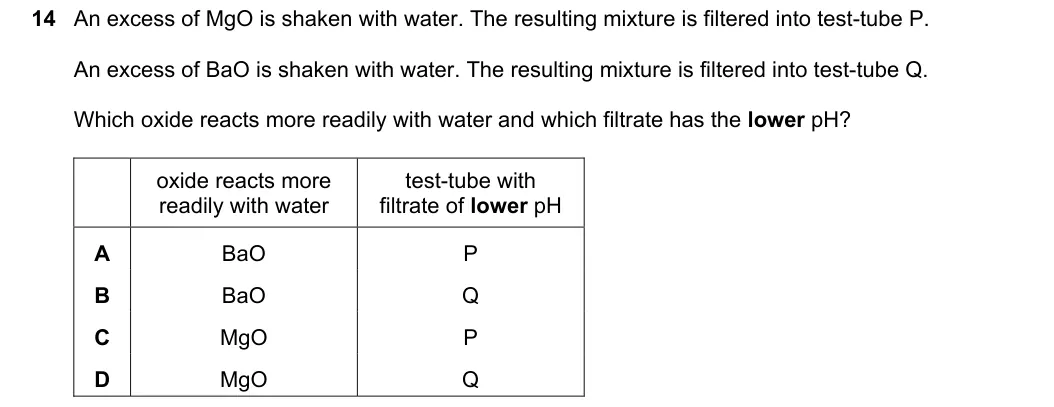 14 An excess of MgO is shaken with water. The resulting mixture is filtered into test-tube P.
An excess of BaO is shaken with water. The resulting mixture is filtered into test-tube Q.
Which oxide reacts more readily with water and which filtrate has the lower pH?
oxide reacts more readily with water | test-tube with filtrate of lower pH
A BaO P
B BaO Q
C MgO P
D MgO Q